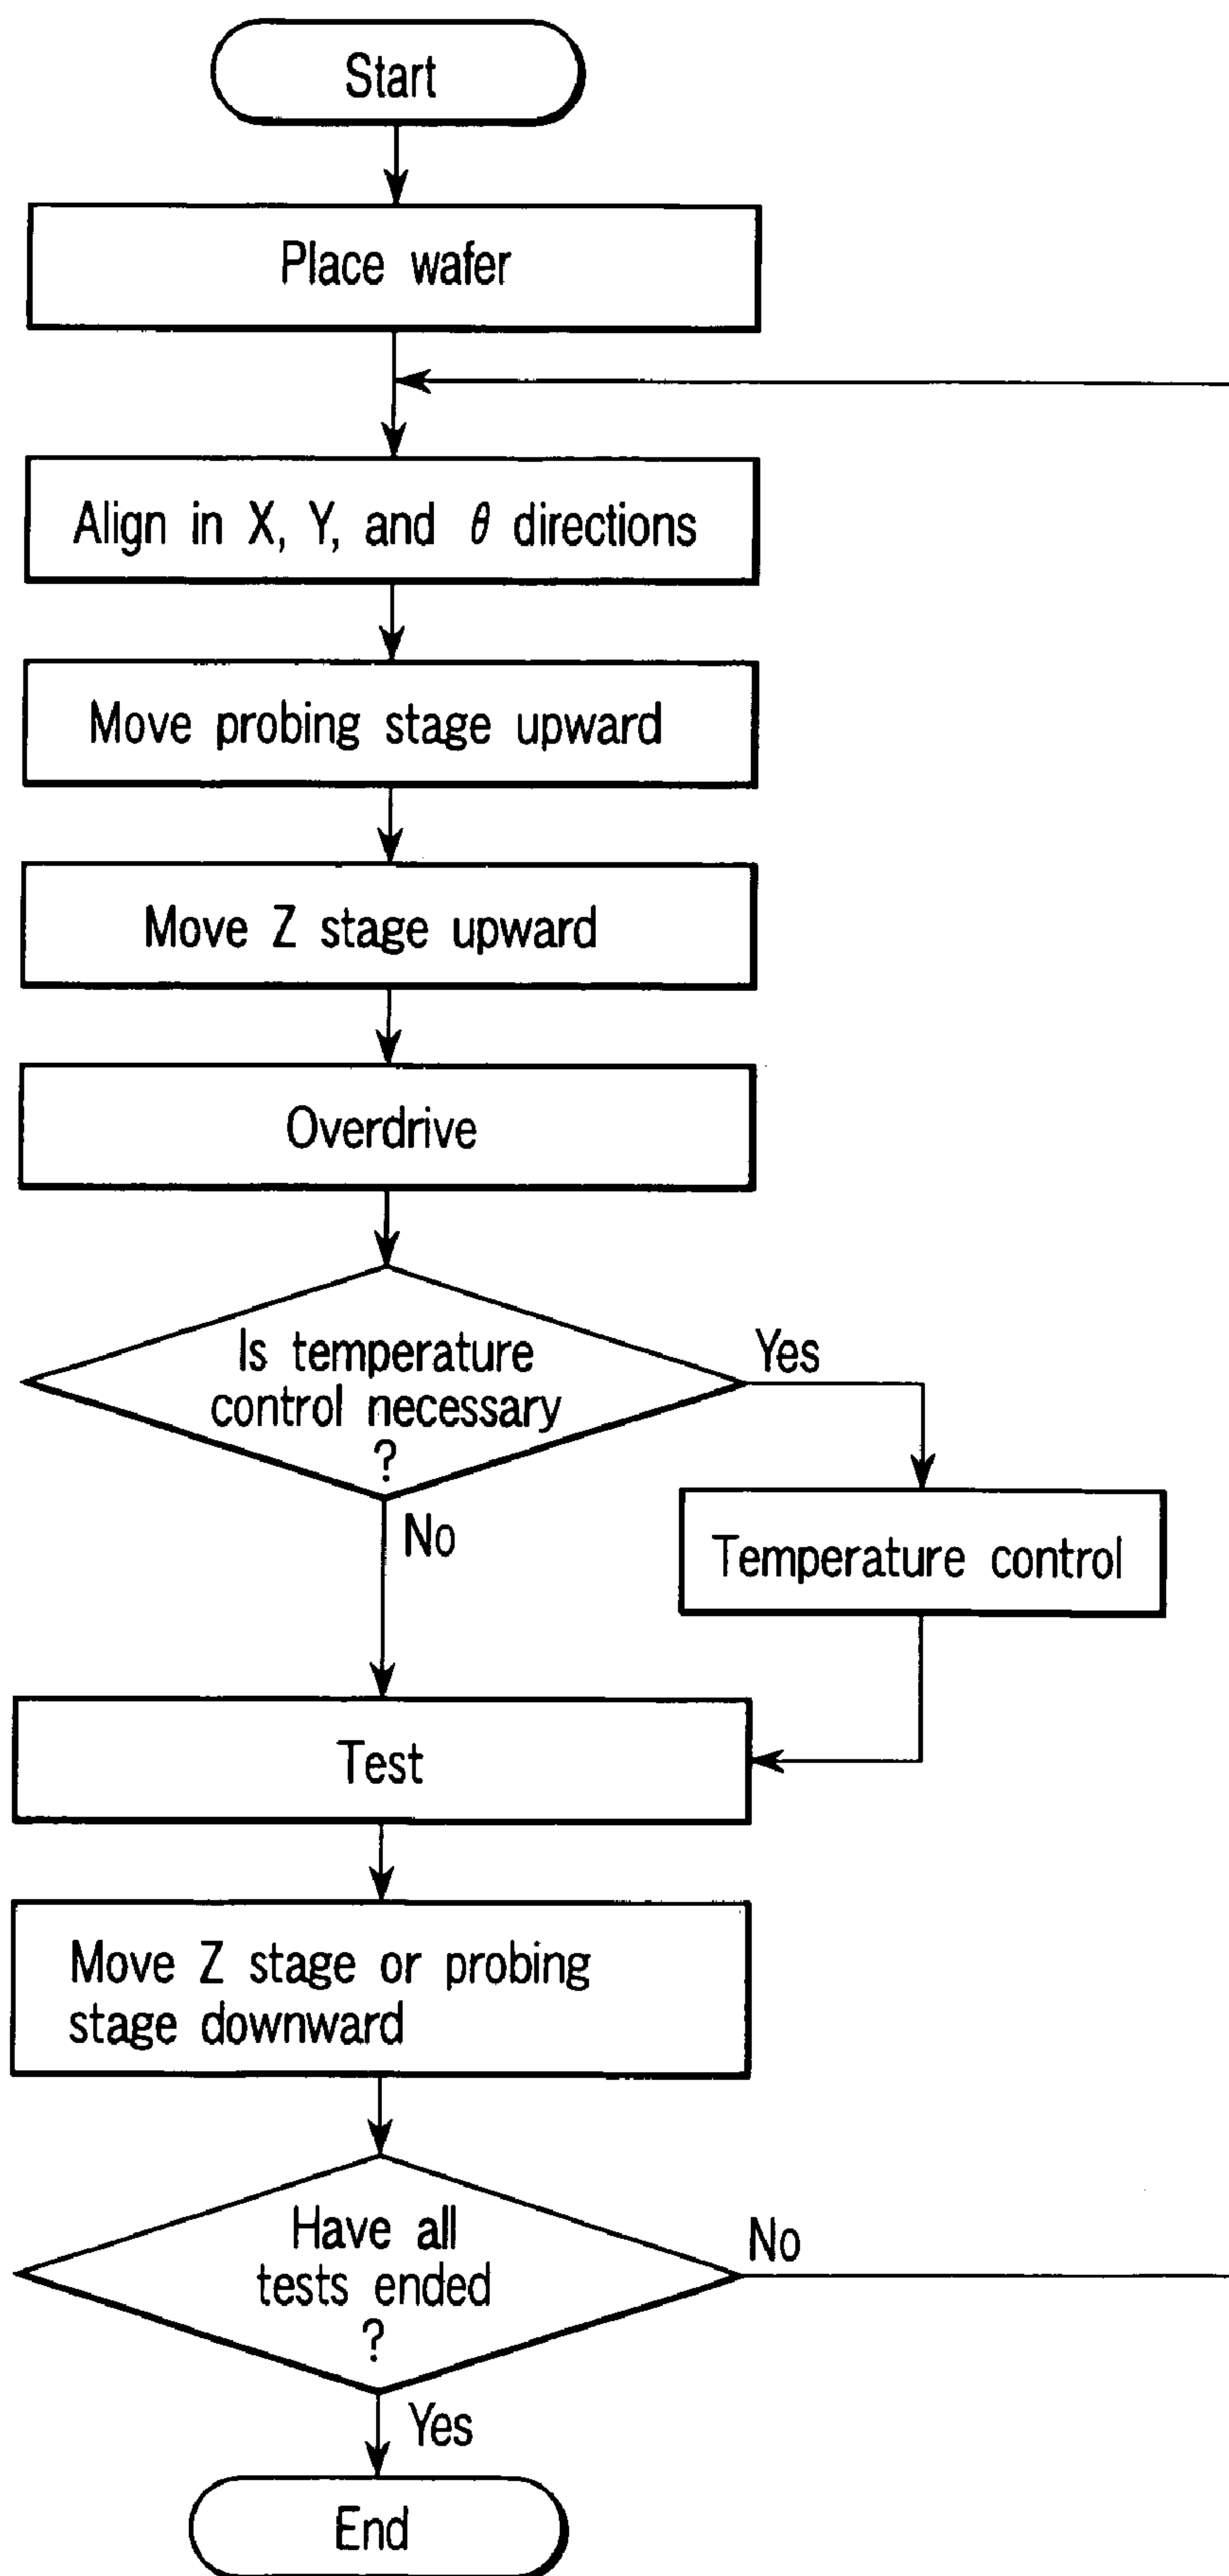 Start
Place wafer
Align in X, Y, and θ directions
Move probing stage upward
Move Z stage upward
Overdrive
Is temperature
control necessary
?
Yes
No
Temperature control
Test
Move Z stage or probing
stage downward
Have all
tests ended
?
No
Yes
End